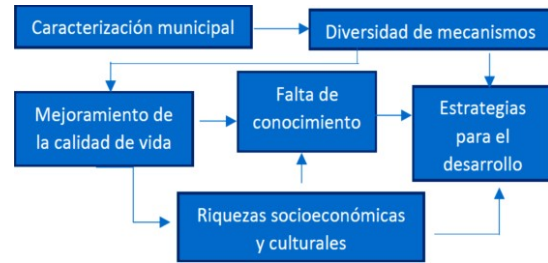 Caracterización municipal
Diversidad de mecanismos
Mejoramiento de
la calidad de vida
Falta de
conocimiento
Estrategias
para el
desarrollo
Riquezas socioeconómicas
y culturales